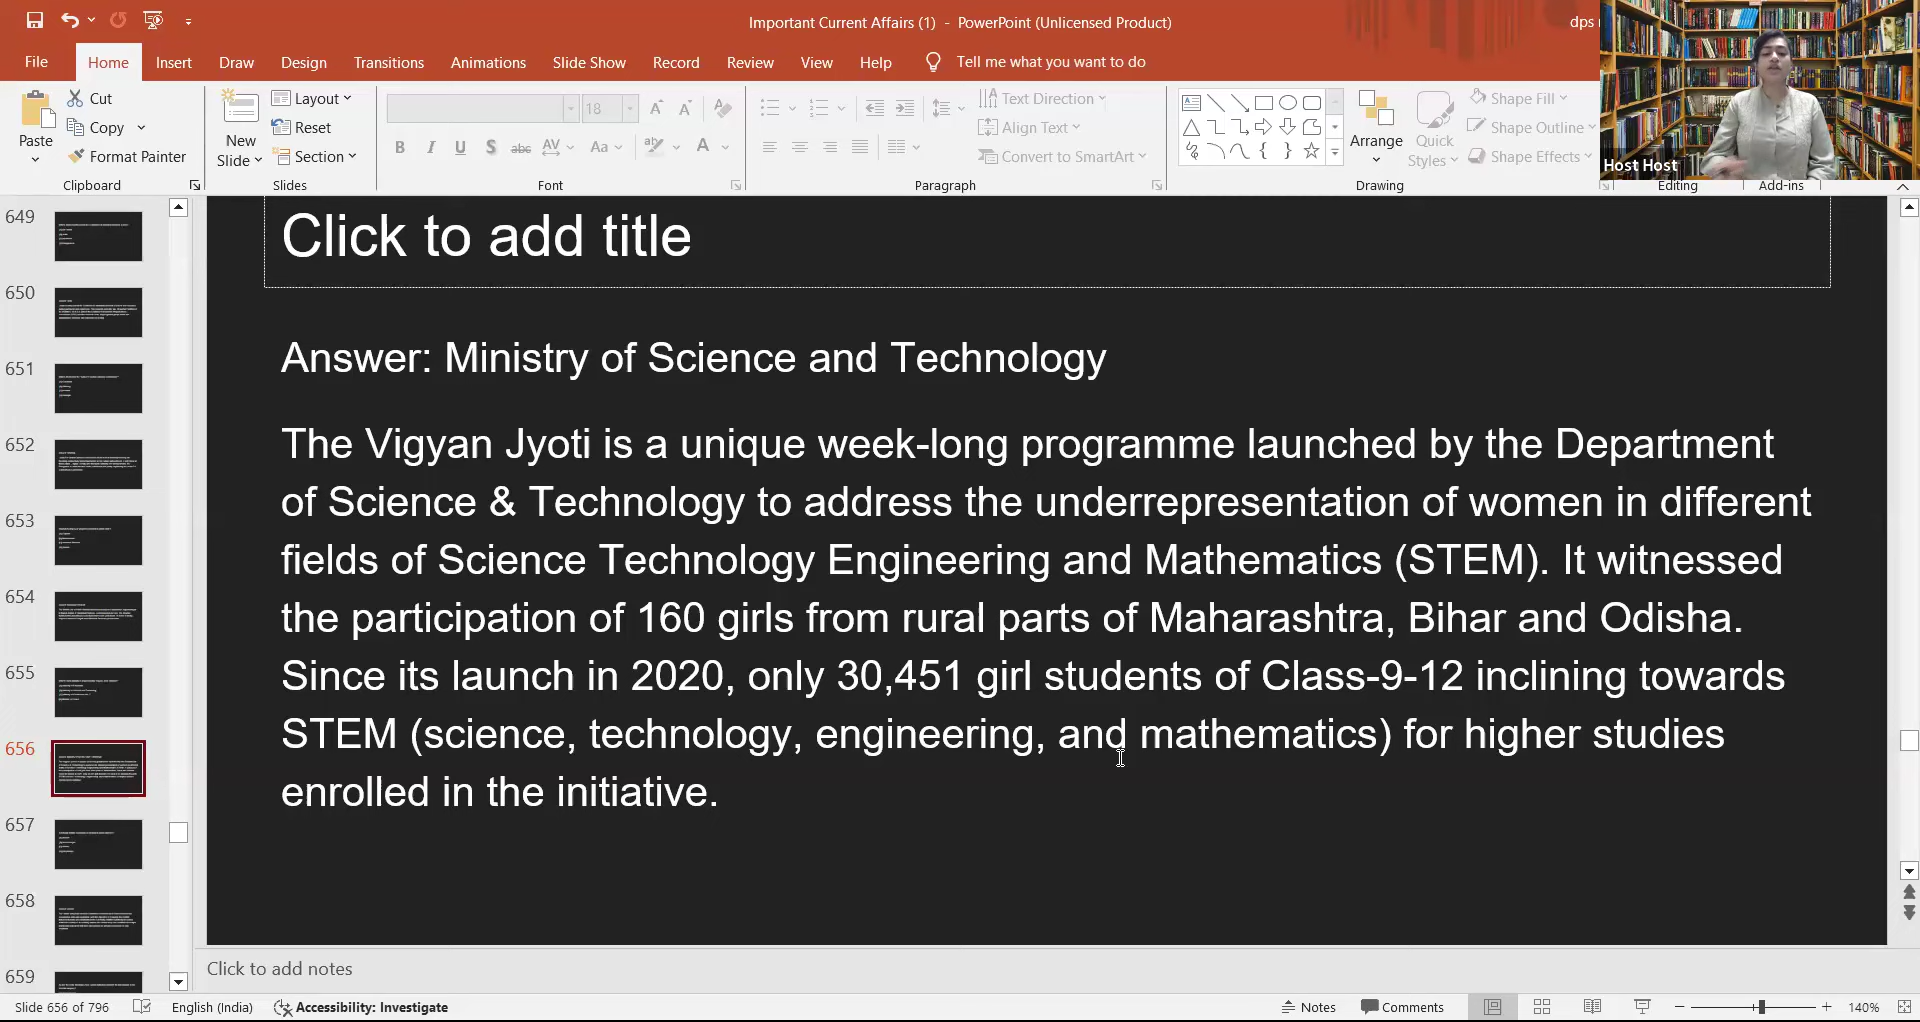 Important Current Affairs (1) - PowerPoint (Unlicensed Product)
dps
File
Home
Insert
Draw
Design
Transitions
Animations
Slide Show
Record
Review
View
Help
Tell me what you want to do
Paste
Cut
Copy
Format Painter
Clipboard
New
Slide
Layout
Reset
Section
Slides
18
Font
Text Direction
Align Text
Convert to SmartArt
Paragraph
Arrange
Quick
Styles
Shape Fill
Shape Outline
Shape Effects
Drawing
Host Host
Editing
Add-ins
649
650
651
652
653
654
655
656
657
658
659
Click to add title
Answer: Ministry of Science and Technology
The Vigyan Jyoti is a unique week-long programme launched by the Department
of Science & Technology to address the underrepresentation of women in different
fields of Science Technology Engineering and Mathematics (STEM). It witnessed
the participation of 160 girls from rural parts of Maharashtra, Bihar and Odisha.
Since its launch in 2020, only 30,451 girl students of Class-9-12 inclining towards
STEM (science, technology, engineering, and mathematics) for higher studies
enrolled in the initiative.
Click to add notes
Slide 656 of 796
English (India)
Accessibility: Investigate
Notes
Comments
140%